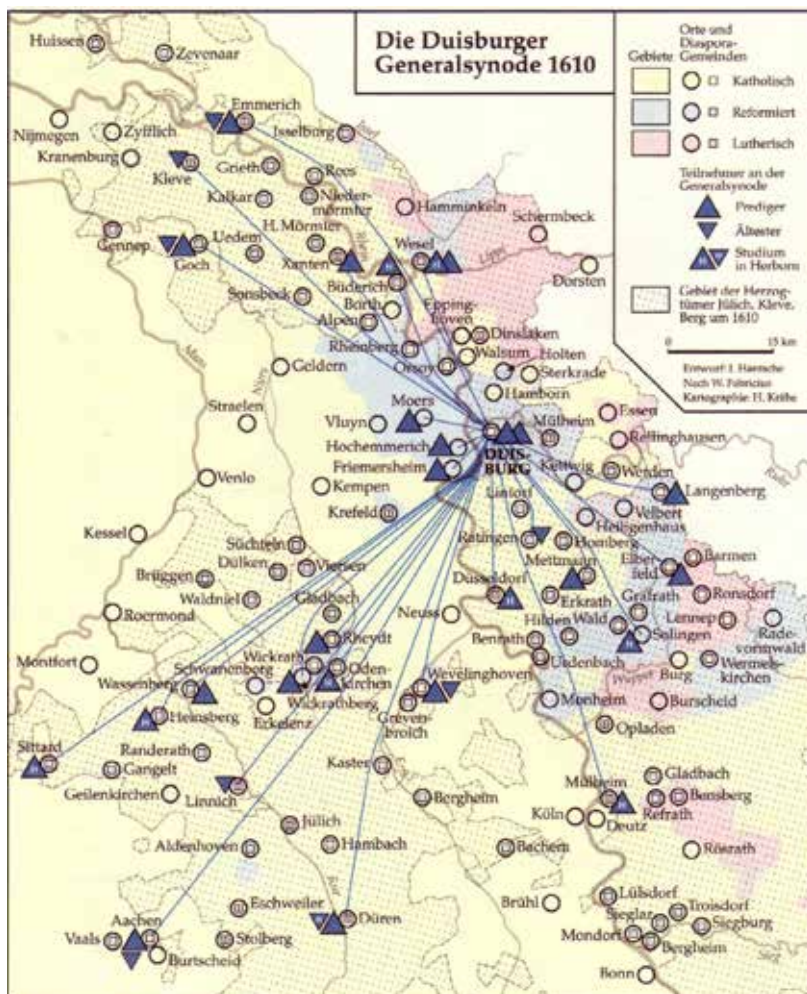 Die Duisburger
Generalsynode 1610
Gebiete
Orte und
Diaspora-
Gemeinden
Katholisch
Reformiert
Lutherisch
Teilnehmer an der
Generalsynode
Prediger
Ältester
Studium
in Herborn
Gebiet der Herzog-
tümer Jülich, Kleve,
Berg um 1610
15 km
Kartographie: H. Krähe
Huissen
Zevenaar
Emmerich
Nijmegen
Zyfflich
Isselburg
Kranenburg
Kleve
Grieth
Rees
Kalkar
Nieder-
mörmter
Hamminkeln
Schermbeck
Gennep
Uedem
H. Mörmter
Goch
Xanten
Rhein
Wesel
Lippe
Dorsten
Sonsbeck
Büderich
Borth
Epping-
hoven
Alpen
Dinslaken
Rheinberg
Walsum
Holten
Maas
Niers
Geldern
Orsoy
Sterkrade
Hamborn
Moers
Essen
Straelen
Vluyn
Mülheim
Rellinghausen
Hochemmerich
DUIS-
BURG
Friemersheim
Kettwig
Werden
Ruhr
Venlo
Kempen
Langenberg
Krefeld
Lintorf
Velbert
Heiligenhaus
Kessel
Ratingen
Homberg
Süchteln
Barmen
Dülken
Viersen
Mettmann
Elber-
feld
Brüggen
Düsseldorf
Ronsdorf
Waldniel
Gladbach
Erkrath
Gräfrath
Roermond
Neuss
Hilden
Wald
Lennep
Rheydt
Benrath
Solingen
Rade-
vormwald
Montfort
Wickrath
Schwanenberg
Oden-
kirchen
Wevelinghoven
Urdenbach
Wermels-
kirchen
Wassenberg
Wupper
Burg
Wickrathberg
Monheim
Burscheid
Heinsberg
Erkelenz
Greven-
broich
Opladen
Sittard
Randerath
Kaster
Gangelt
Mülheim
Gladbach
Linnich
Bergheim
Bensberg
Refrath
Geilenkirchen
Köln
Deutz
Jülich
Aldenhoven
Hambach
Bachem
Rösrath
Rur
Brühl
Lülsdorf
Eschweiler
Troisdorf
Sieglar
Aachen
Düren
Siegburg
Vaals
Stolberg
Mondorf
Burtscheid
Bergheim
Sieg
Bonn